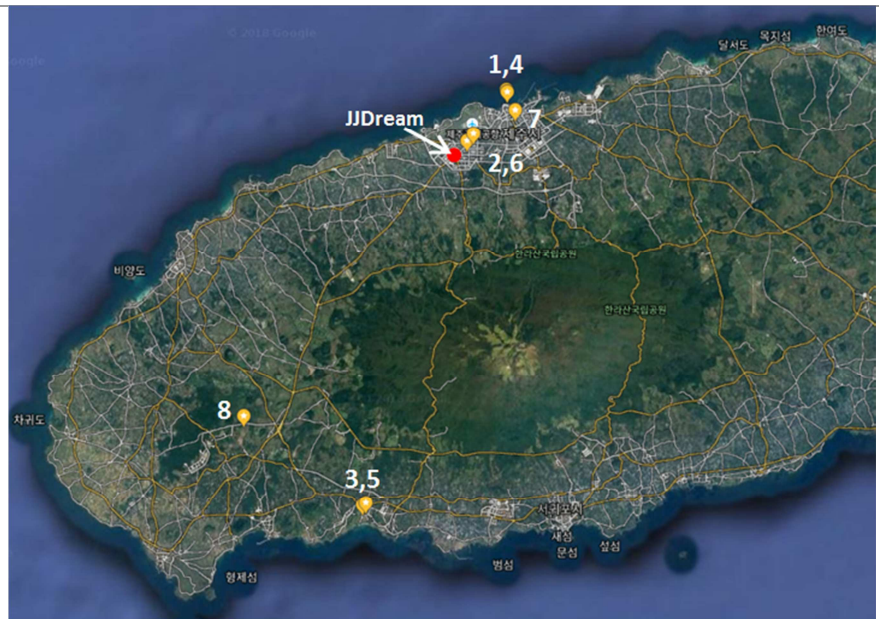 © 2018 Google
달서도
목지섬
한여도
1,4
JJDream
7
2,6
비양도
한라산국립공원
한라산국립공원
8
차귀도
3,5
서귀포시
새섬
문섬
섶섬
범섬
형제섬